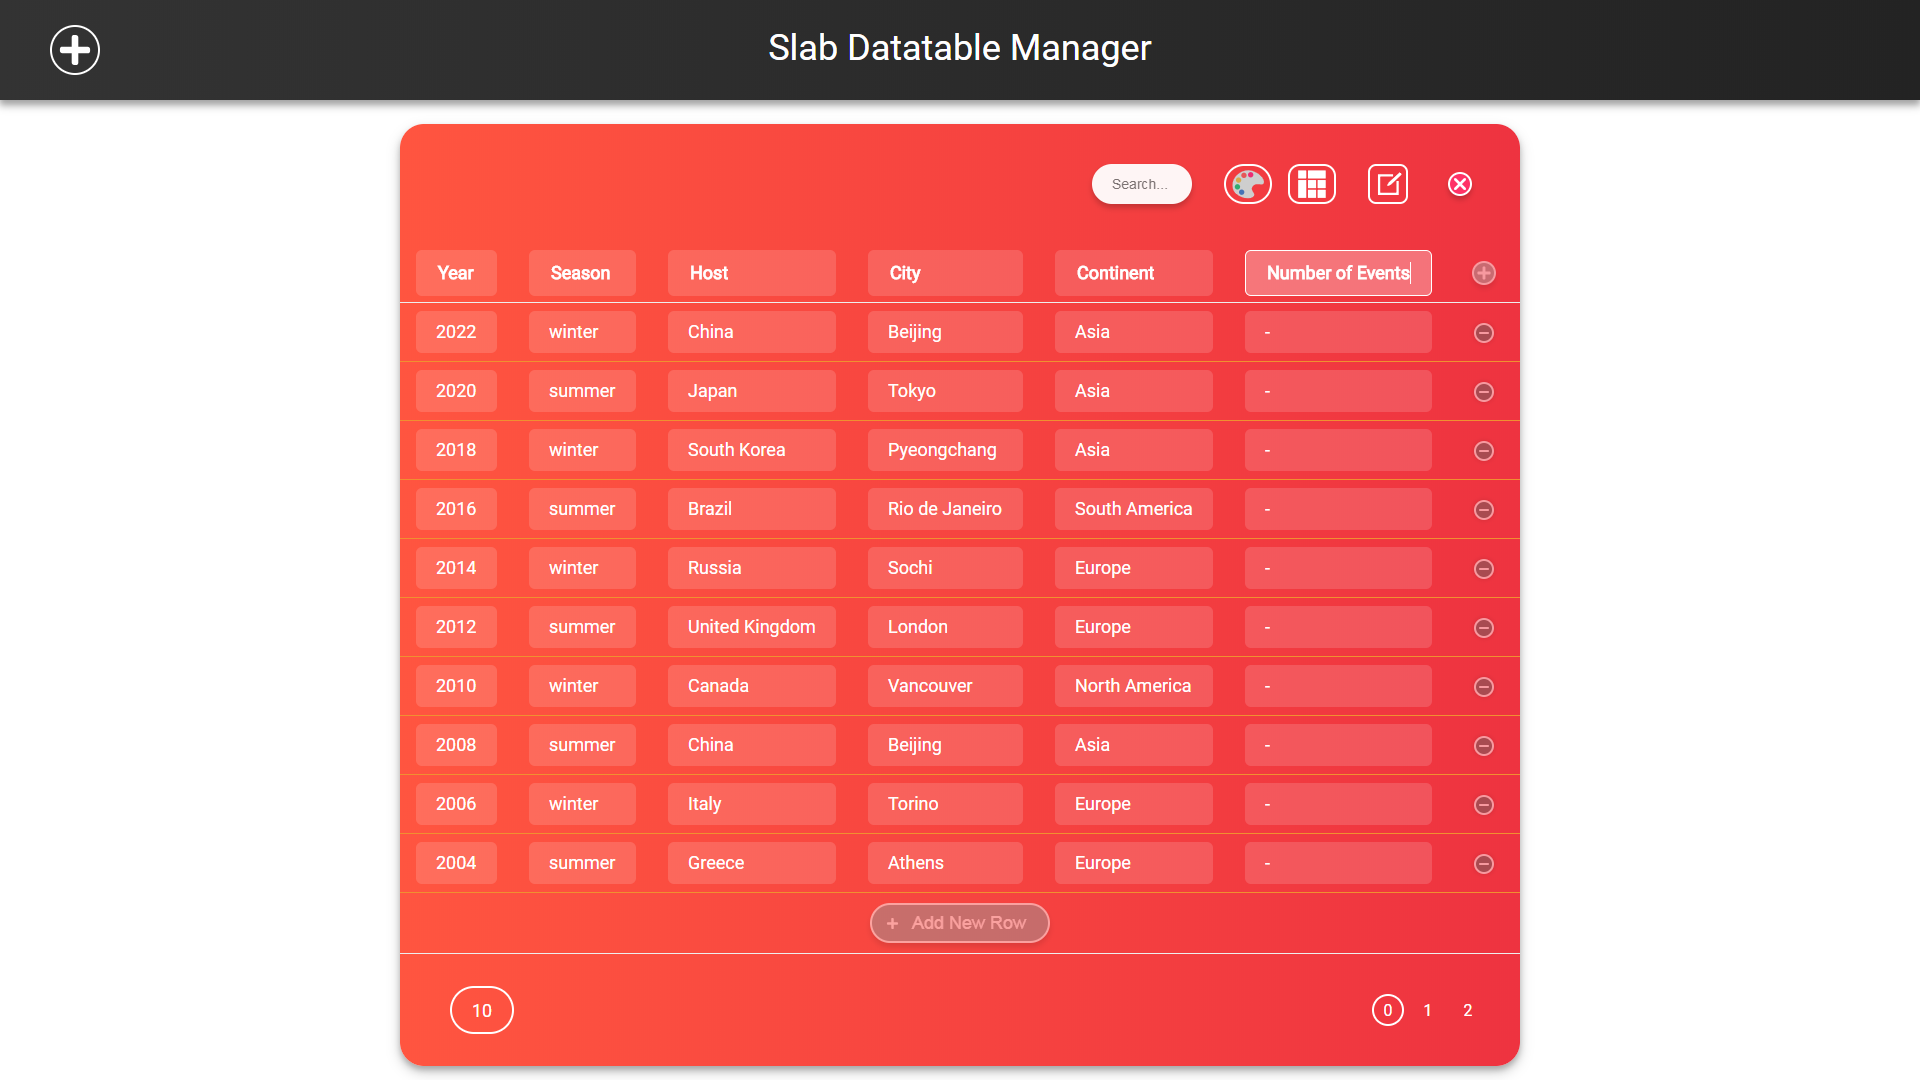 Slab Datatable Manager
Search...
Year Season Host City Continent Number of Events
2022 winter China Beijing Asia -
2020 summer Japan Tokyo Asia -
2018 winter South Korea Pyeongchang Asia -
2016 summer Brazil Rio de Janeiro South America -
2014 winter Russia Sochi Europe -
2012 summer United Kingdom London Europe -
2010 winter Canada Vancouver North America -
2008 summer China Beijing Asia -
2006 winter Italy Torino Europe -
2004 summer Greece Athens Europe -
+ Add New Row
10 0 1 2